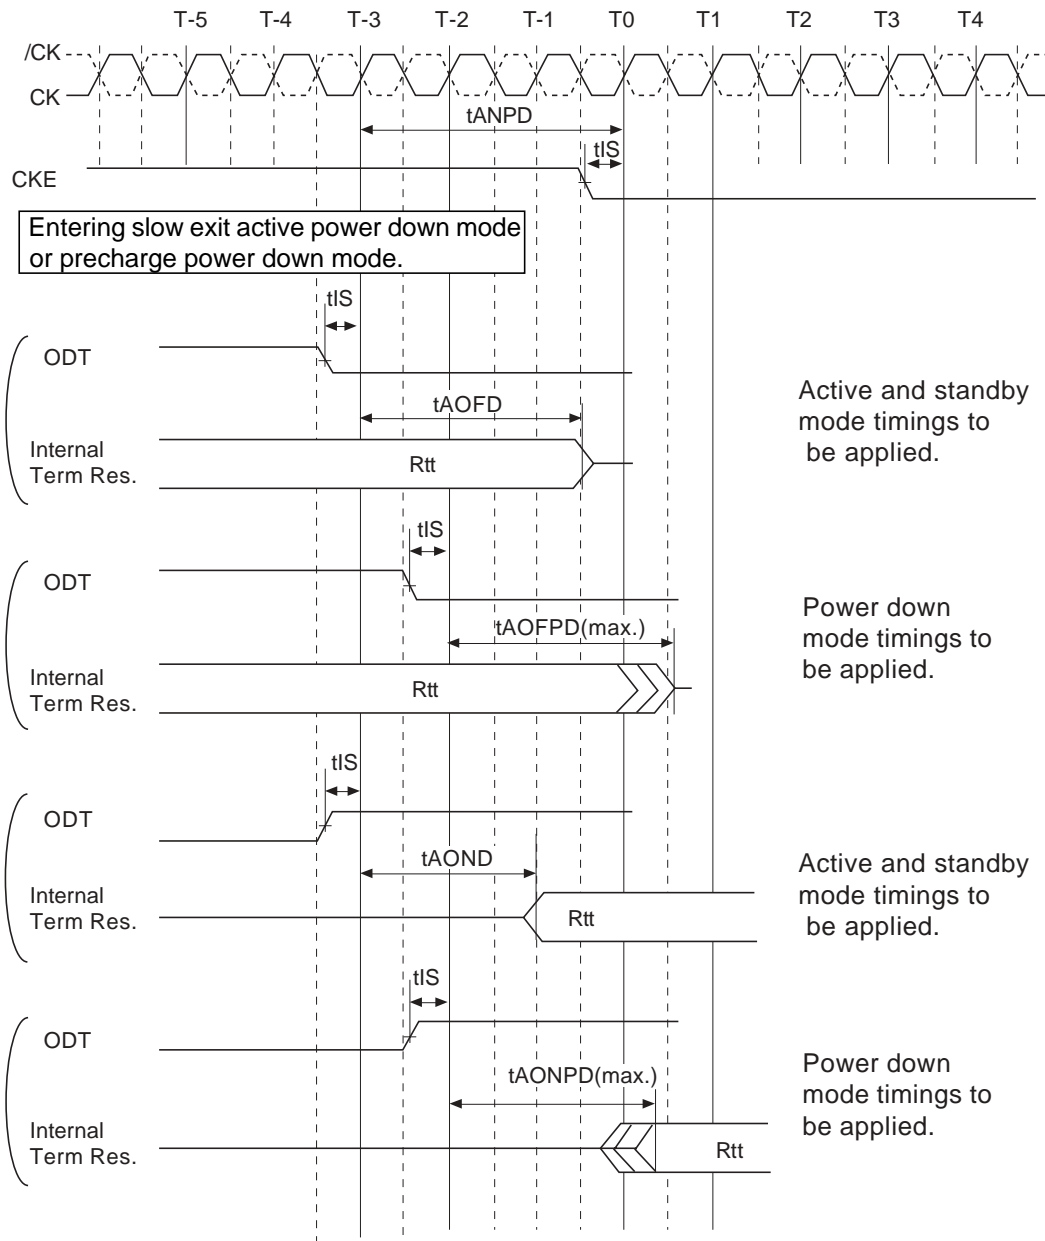 T-5 T-4 T-3 T-2 T-1 T0 T1 T2 T3 T4
/CK
CK
tANPD
tIS
CKE
Entering slow exit active power down mode
or precharge power down mode.
tIS
ODT
tAOFD
Internal
Term Res.
Rtt
Active and standby
mode timings to
be applied.
tIS
ODT
tAOFPD(max.)
Internal
Term Res.
Rtt
Power down
mode timings to
be applied.
tIS
ODT
tAOND
Internal
Term Res.
Rtt
Active and standby
mode timings to
be applied.
tIS
ODT
tAONPD(max.)
Internal
Term Res.
Rtt
Power down
mode timings to
be applied.